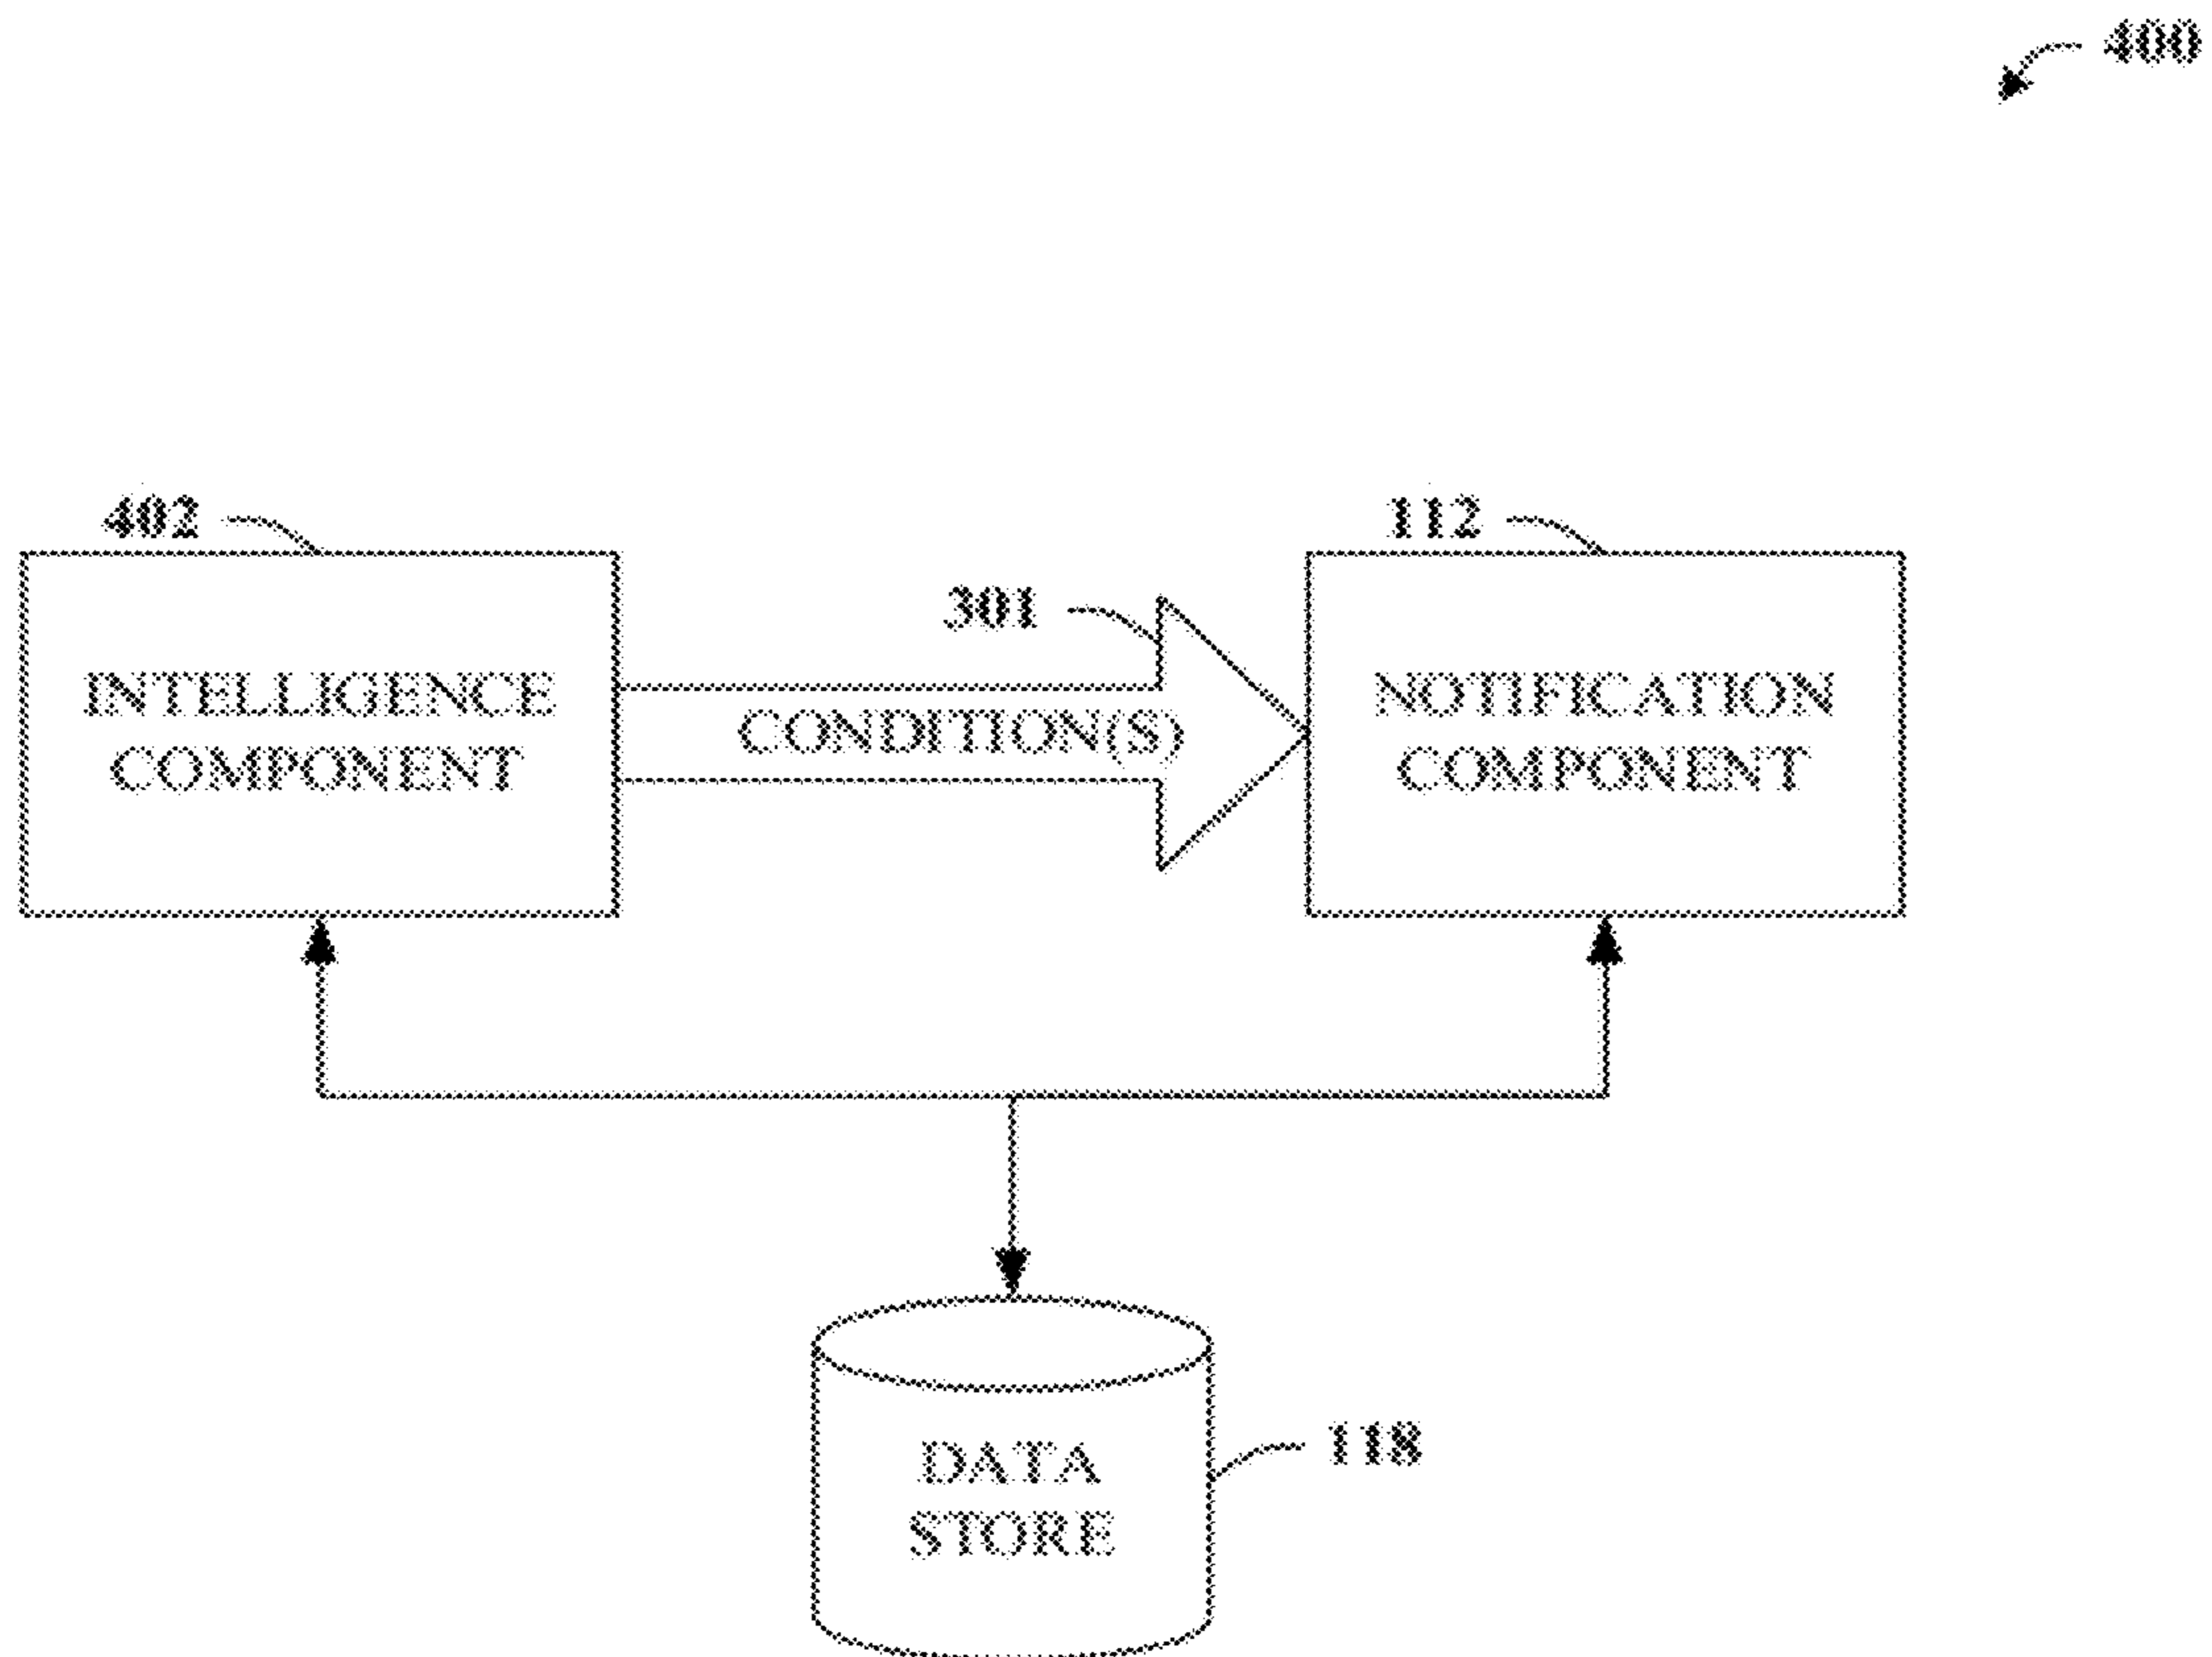 400
402
112
301
INTELLIGENCE
COMPONENT
CONDITION(S)
NOTIFICATION
COMPONENT
DATA
STORE
118